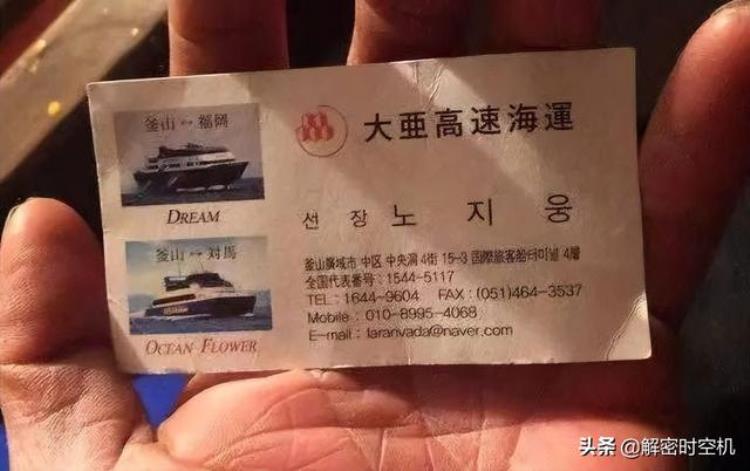 釜山↔福岡
DREAM
釜山↔対馬
OCEAN FLOWER
大亜高速海運
선 장 노 지 웅
釜山廣域市 中区 中央洞 4街 15-3 国際旅客船터미널 4層
全国代表番号 : 1544-5117
TEL : 1644-9604 FAX : (051)464-3537
Mobile : 010-8995-4068
E-mail : faranvada@naver.com
头条 @解密时空机